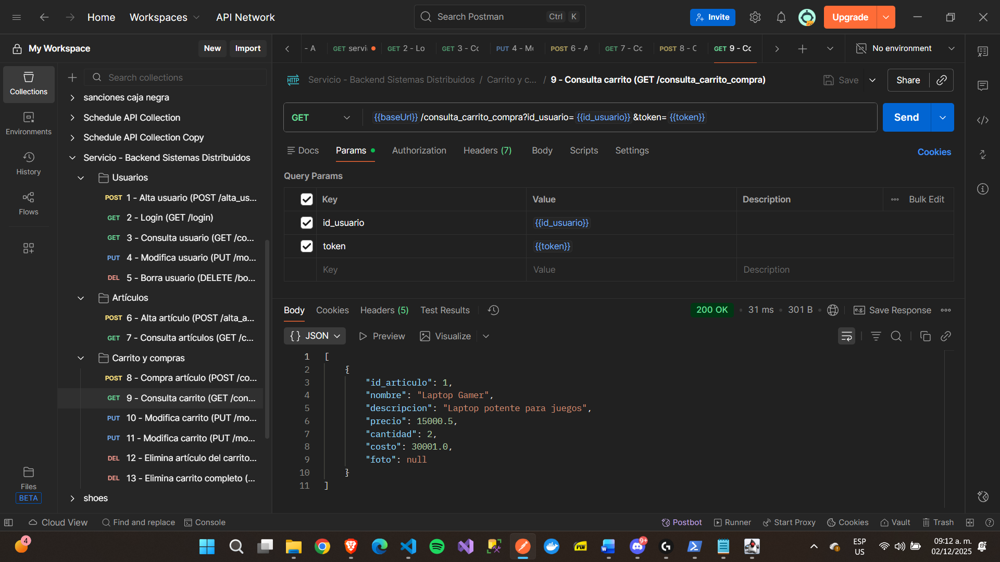 Home
Workspaces
API Network
Search Postman
Ctrl K
Invite
Upgrade
My Workspace
New
Import
- A
GET servi
GET 2 - Lo
GET 3 - Co
PUT 4 - Mo
POST 6 - A
GET 7 - Co
POST 8 - C
GET 9 - Co
No environment
Collections
Environments
History
Flows
Files
BETA
Search collections
sanciones caja negra
Schedule API Collection
Schedule API Collection Copy
Servicio - Backend Sistemas Distribuidos
Usuarios
POST 1 - Alta usuario (POST /alta_us...
GET 2 - Login (GET /login)
GET 3 - Consulta usuario (GET /co...
PUT 4 - Modifica usuario (PUT /mo...
DEL 5 - Borra usuario (DELETE /bo...
Artículos
POST 6 - Alta artículo (POST /alta_a...
GET 7 - Consulta artículos (GET /c...
Carrito y compras
POST 8 - Compra artículo (POST /co...
GET 9 - Consulta carrito (GET /con...
PUT 10 - Modifica carrito (PUT /mo...
PUT 11 - Modifica carrito (PUT /mo...
DEL 12 - Elimina artículo del carrito...
DEL 13 - Elimina carrito completo (...
shoes
HTTP Servicio - Backend Sistemas Distribuidos / Carrito y c... / 9 - Consulta carrito (GET /consulta_carrito_compra)
Save
Share
GET {{baseUrl}}/consulta_carrito_compra?id_usuario={{id_usuario}}&token={{token}}
Send
Docs Params Authorization Headers (7) Body Scripts Settings
Cookies
Query Params
Key Value Description Bulk Edit
id_usuario {{id_usuario}}
token {{token}}
Key Value Description
Body Cookies Headers (5) Test Results
200 OK 31 ms 301 B
e.g. Save Response
{} JSON
Preview
Visualize
1 [
2 {
3 "id_articulo": 1,
4 "nombre": "Laptop Gamer",
5 "descripcion": "Laptop potente para juegos",
6 "precio": 15000.5,
7 "cantidad": 2,
8 "costo": 30001.0,
9 "foto": null
10 }
11 ]
Cloud View
Find and replace
Console
Postbot
Runner
Start Proxy
Cookies
Vault
Trash
4
PDF
W
9+
ESP
US
09:12 a. m.
02/12/2025